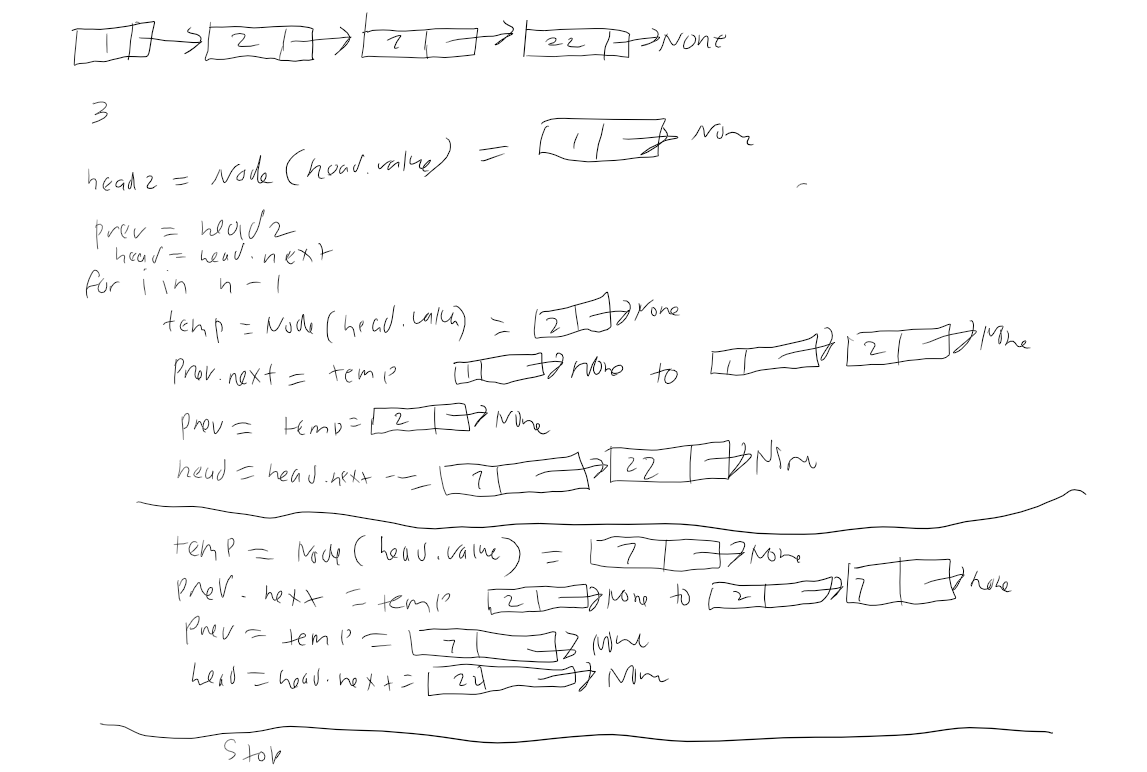 1 2 7 22 None
3
head2 = Node (head.value) = 1 None
prev = head2
head = head.next
for i in n - 1
temp = Node (head.value) = 2 None
Prev.next = temp 1 None to 1 2 None
prev = temp = 2 None
head = head.next = 7 22 None
temp = Node (head.value) = 7 None
prev.next = temp 2 None to 2 7 None
prev = temp = 7 None
head = head.next = 22 None
Stop